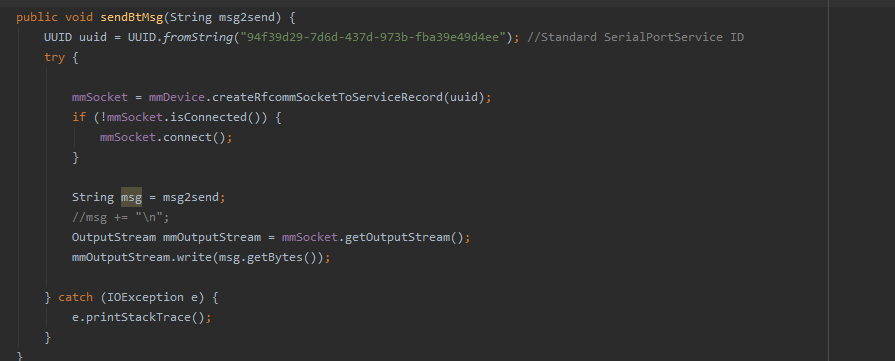 public void sendBtMsg(String msg2send) {
UUID uuid = UUID.fromString("94f39d29-7d6d-437d-973b-fba39e49d4ee"); //Standard SerialPortService ID
try {
mmSocket = mmDevice.createRfcommSocketToServiceRecord(uuid);
if (!mmSocket.isConnected()) {
mmSocket.connect();
}
String msg = msg2send;
//msg += "\n";
OutputStream mmOutputStream = mmSocket.getOutputStream();
mmOutputStream.write(msg.getBytes());
} catch (IOException e) {
e.printStackTrace();
}
}